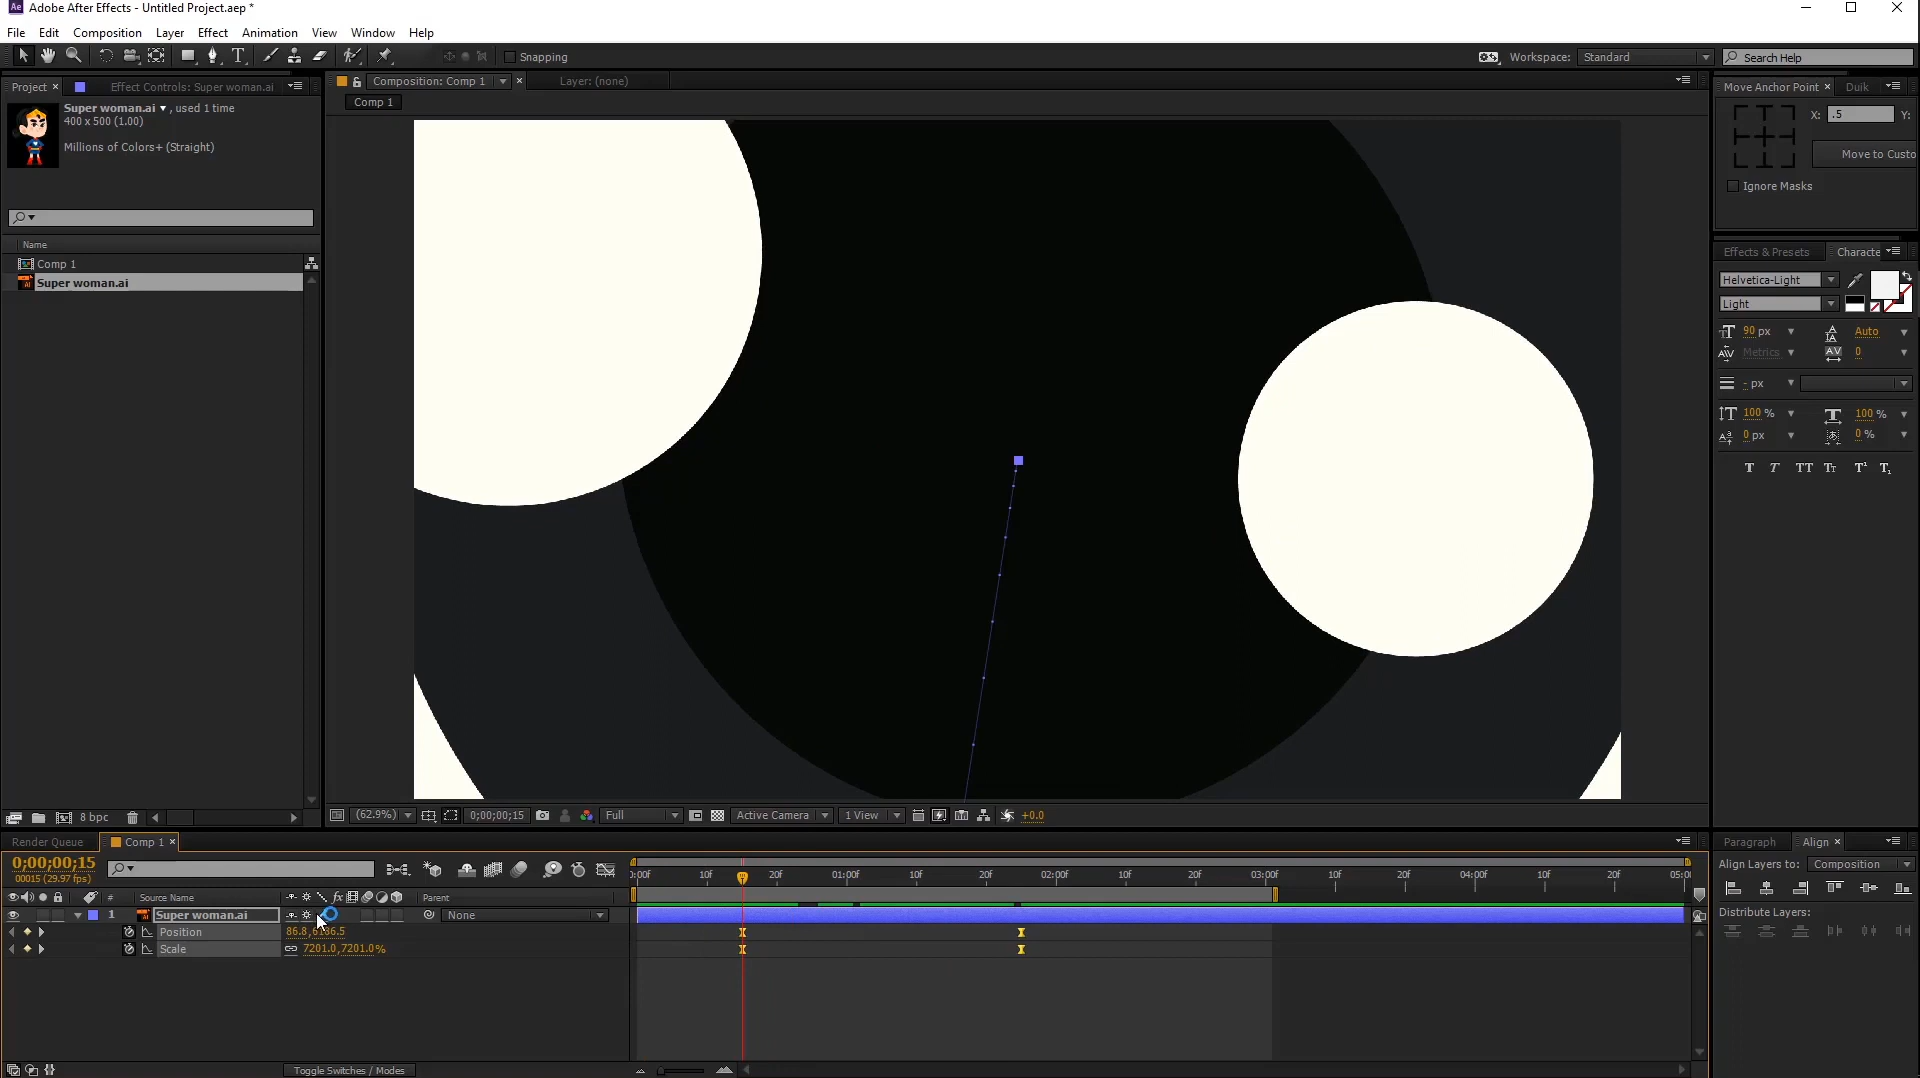 Adobe After Effects - Untitled Project.aep *
File Edit Composition Layer Effect Animation View Window Help
Snapping
Workspace: Standard
Search Help
Project
Effect Controls: Super woman.ai
Composition: Comp 1
Layer: (none)
Comp 1
Super woman.ai , used 1 time
400 x 500 (1.00)
Millions of Colors+ (Straight)
Name
Comp 1
Super woman.ai
8 bpc
Move Anchor Point
Duik
X: .5 Y:
Move to Custo
Ignore Masks
Effects & Presets
Characte
Helvetica-Light
Light
90 px
Auto
Metrics
0
- px
100 %
100 %
0 px
0 %
(62.9%)
0;00;00;15
Full
Active Camera
1 View
+0.0
Render Queue
Comp 1
0;00;00;15
00015 (29.97 fps)
# Source Name
Parent
0:00f 10f 20f 01:00f 10f 20f 02:00f 10f 20f 03:00f 10f 20f 04:00f 10f 20f 05:0
1 Super woman.ai
None
Position
86.8,6186.5
Scale
7201.0,7201.0%
Toggle Switches / Modes
Paragraph
Align
Align Layers to: Composition
Distribute Layers: